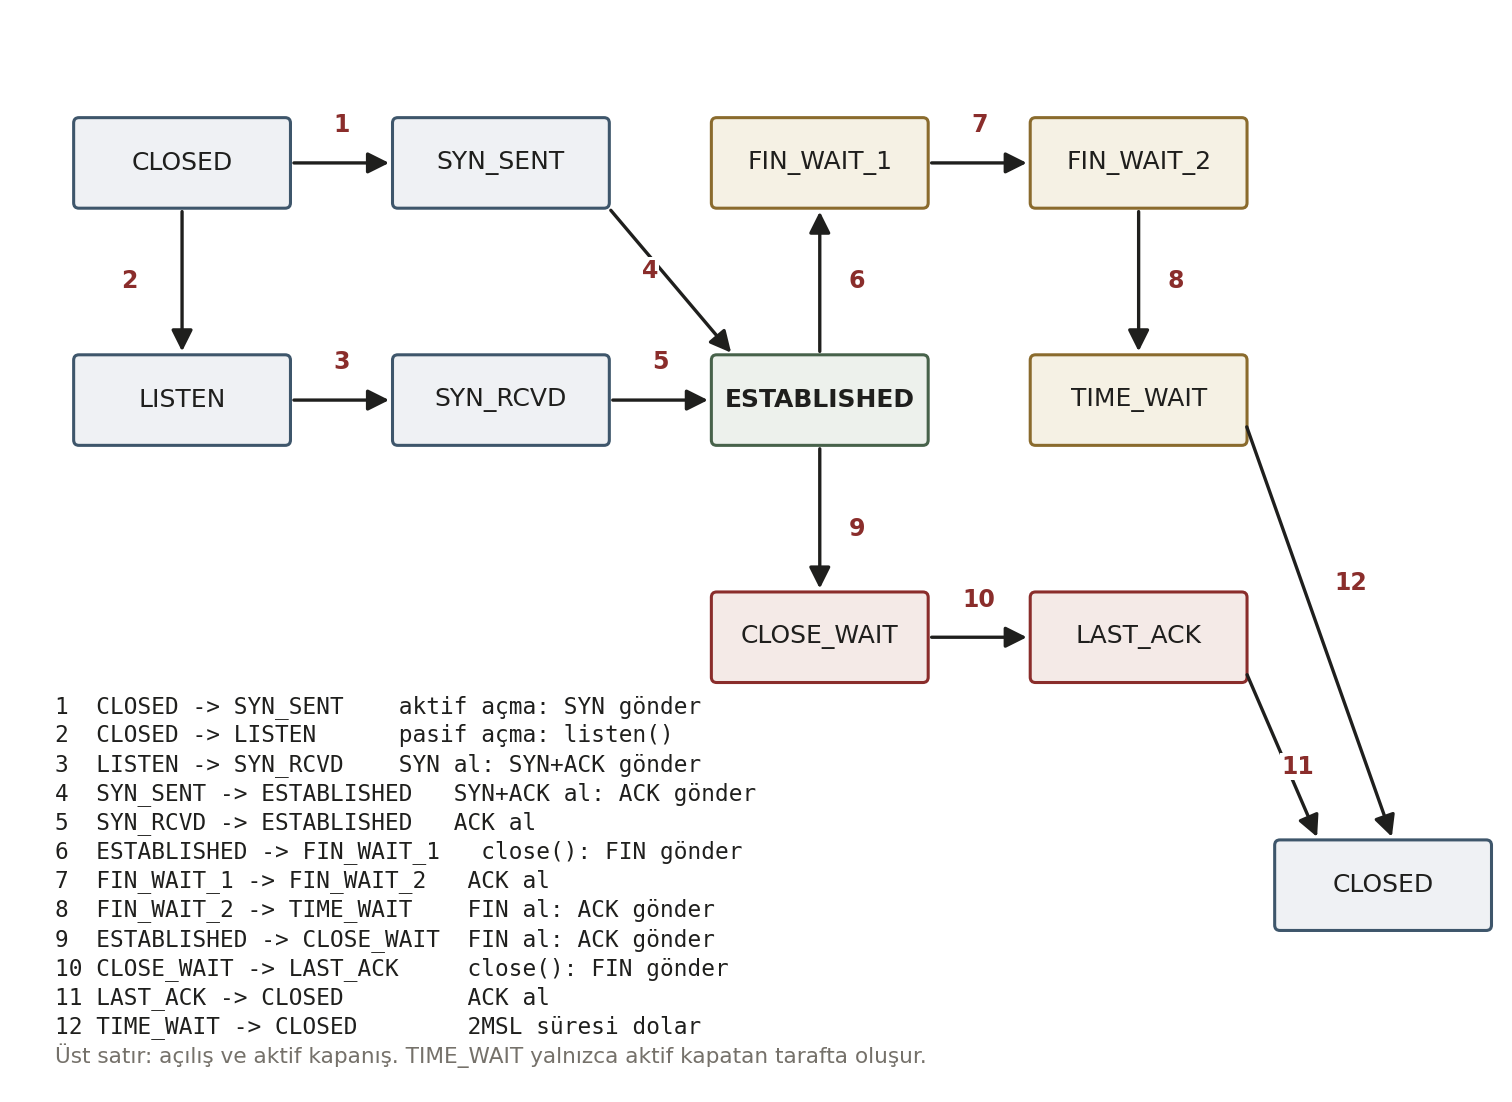 1
7
CLOSED
SYN_SENT
FIN_WAIT_1
FIN_WAIT_2
2
4
6
8
3
5
LISTEN
SYN_RCVD
ESTABLISHED
TIME_WAIT
9
12
10
CLOSE_WAIT
LAST_ACK
11
CLOSED
1 CLOSED -> SYN_SENT aktif açma: SYN gönder
2 CLOSED -> LISTEN pasif açma: listen()
3 LISTEN -> SYN_RCVD SYN al: SYN+ACK gönder
4 SYN_SENT -> ESTABLISHED SYN+ACK al: ACK gönder
5 SYN_RCVD -> ESTABLISHED ACK al
6 ESTABLISHED -> FIN_WAIT_1 close(): FIN gönder
7 FIN_WAIT_1 -> FIN_WAIT_2 ACK al
8 FIN_WAIT_2 -> TIME_WAIT FIN al: ACK gönder
9 ESTABLISHED -> CLOSE_WAIT FIN al: ACK gönder
10 CLOSE_WAIT -> LAST_ACK close(): FIN gönder
11 LAST_ACK -> CLOSED ACK al
12 TIME_WAIT -> CLOSED 2MSL süresi dolar
Üst satır: açılış ve aktif kapanış. TIME_WAIT yalnızca aktif kapatan tarafta oluşur.